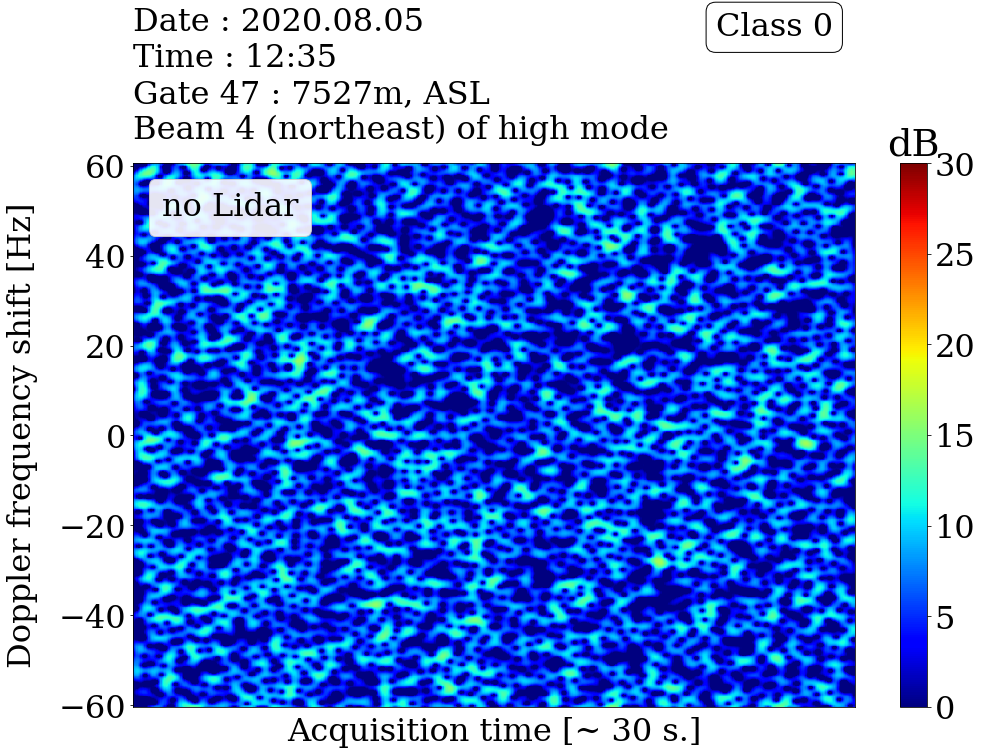 Date : 2020.08.05
Class 0
Time : 12:35
Gate 47 : 7527m, ASL
Beam 4 (northeast) of high mode
dB
no Lidar
60
40
20
0
−20
−40
−60
Doppler frequency shift [Hz]
Acquisition time [~ 30 s.]
30
25
20
15
10
5
0